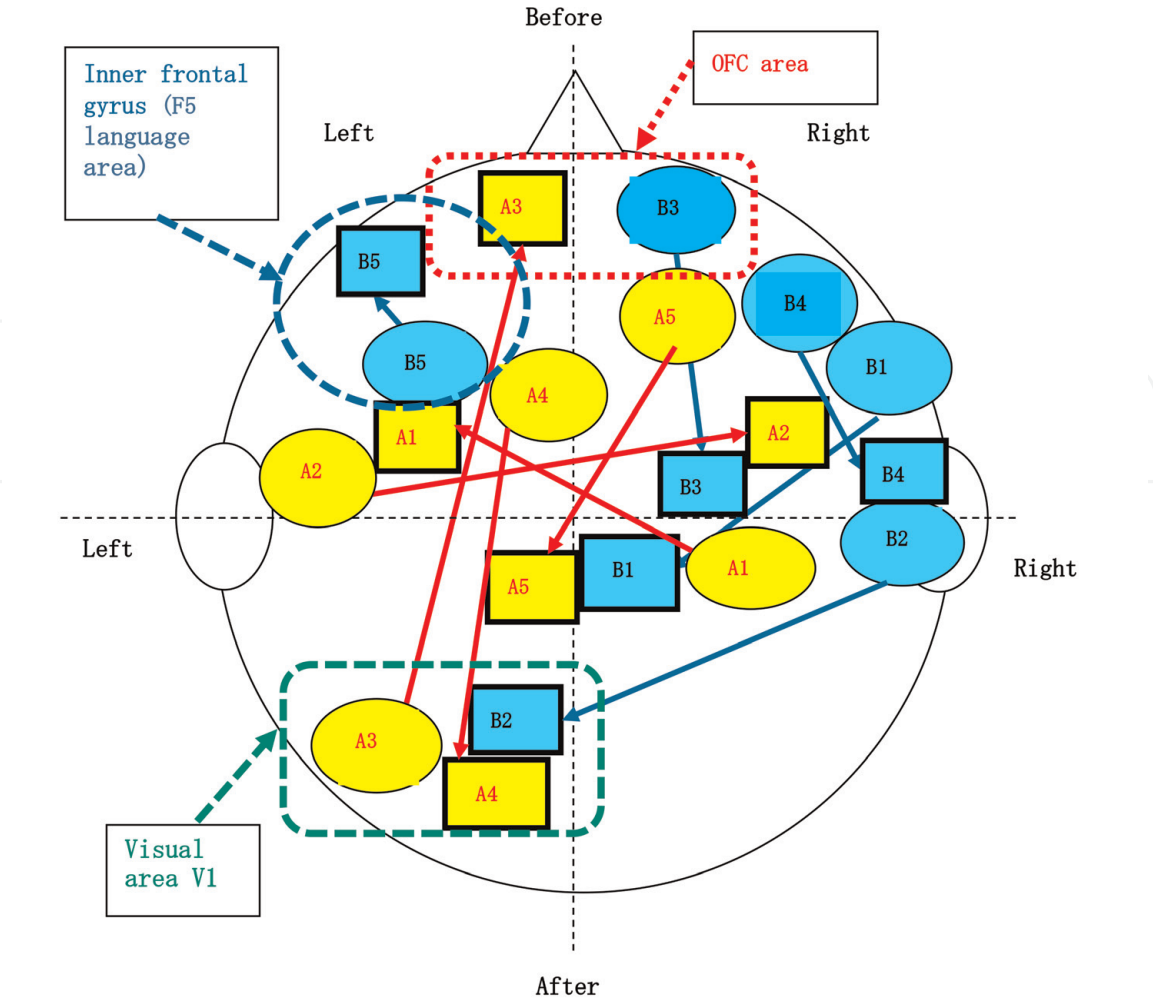 Before
Inner frontal
gyrus (F5
language
area)
OFC area
Left
Right
A3
B3
B5
B4
A5
B5
B1
A4
A1
A2
A2
B4
B3
B2
Left
B1
A1
A5
Right
B2
A3
A4
Visual
area V1
After